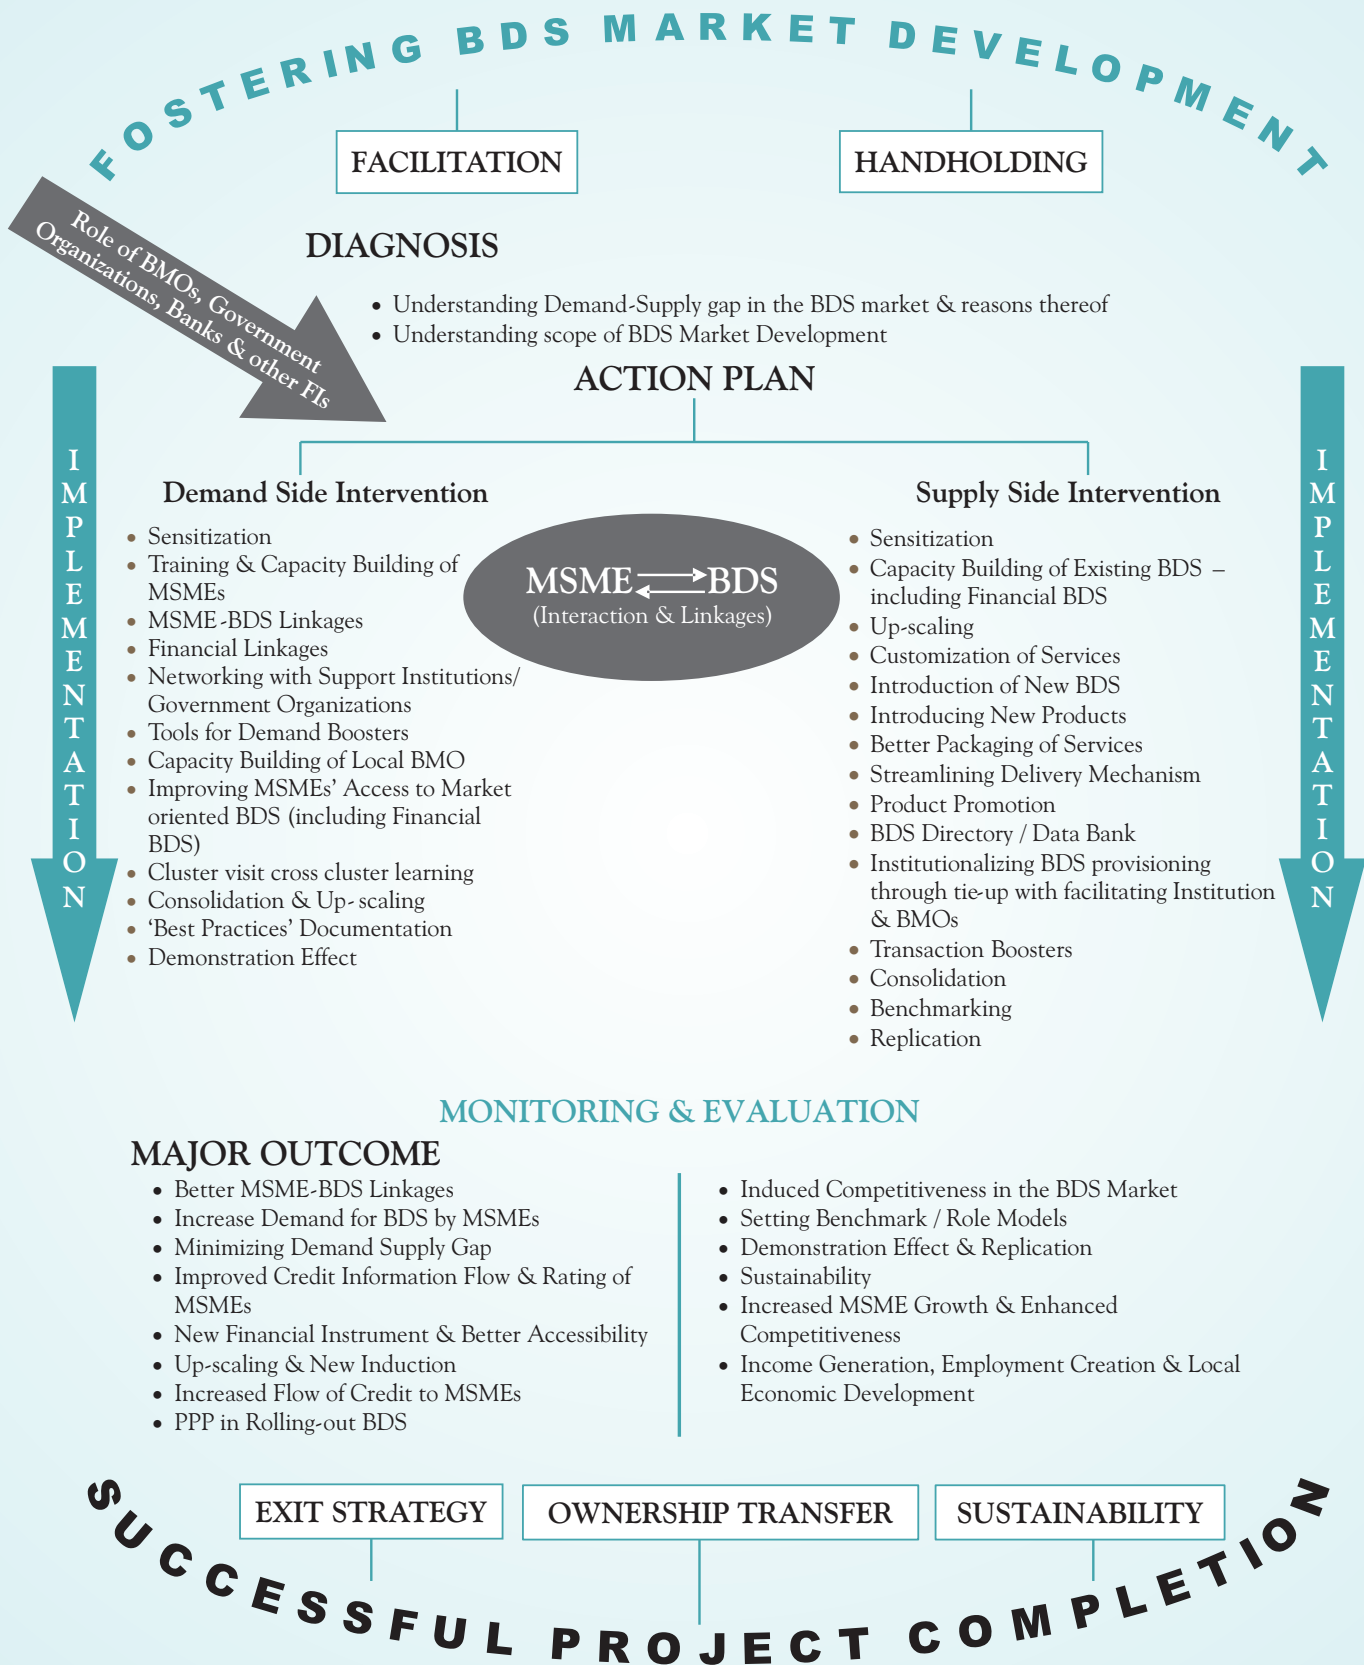 FOSTERING BDS MARKET DEVELOPMENT
FACILITATION
HANDHOLDING
Role of BMOs, Government
Organizations, Banks & other FIs
DIAGNOSIS
• Understanding Demand-Supply gap in the BDS market & reasons thereof
• Understanding scope of BDS Market Development
ACTION PLAN
IMPLEMENTATION
Demand Side Intervention
• Sensitization
• Training & Capacity Building of
MSMEs
• MSME-BDS Linkages
• Financial Linkages
• Networking with Support Institutions/
Government Organizations
• Tools for Demand Boosters
• Capacity Building of Local BMO
• Improving MSMEs’ Access to Market
oriented BDS (including Financial
BDS)
• Cluster visit cross cluster learning
• Consolidation & Up- scaling
• ‘Best Practices’ Documentation
• Demonstration Effect
MSME BDS
(Interaction & Linkages)
Supply Side Intervention
• Sensitization
• Capacity Building of Existing BDS –
including Financial BDS
• Up-scaling
• Customization of Services
• Introduction of New BDS
• Introducing New Products
• Better Packaging of Services
• Streamlining Delivery Mechanism
• Product Promotion
• BDS Directory / Data Bank
• Institutionalizing BDS provisioning
through tie-up with facilitating Institution
& BMOs
• Transaction Boosters
• Consolidation
• Benchmarking
• Replication
IMPLEMENTATION
MONITORING & EVALUATION
MAJOR OUTCOME
• Better MSME-BDS Linkages
• Increase Demand for BDS by MSMEs
• Minimizing Demand Supply Gap
• Improved Credit Information Flow & Rating of
MSMEs
• New Financial Instrument & Better Accessibility
• Up-scaling & New Induction
• Increased Flow of Credit to MSMEs
• PPP in Rolling-out BDS
• Induced Competitiveness in the BDS Market
• Setting Benchmark / Role Models
• Demonstration Effect & Replication
• Sustainability
• Increased MSME Growth & Enhanced
Competitiveness
• Income Generation, Employment Creation & Local
Economic Development
EXIT STRATEGY
OWNERSHIP TRANSFER
SUSTAINABILITY
SUCCESSFUL PROJECT COMPLETION